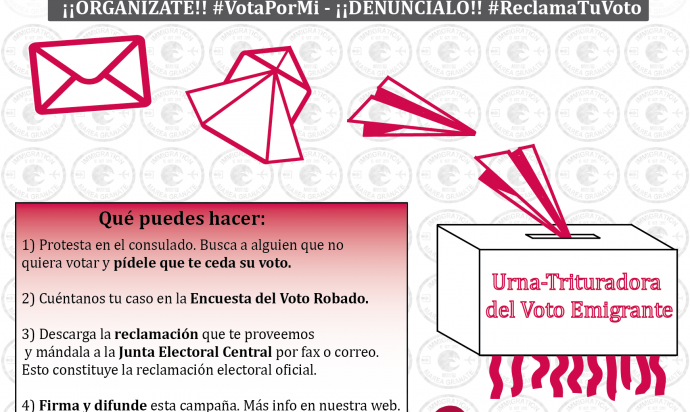 ¡¡ORGANÍZATE!! #VotaPorMi - ¡¡DENÚNCIALO!! #ReclamaTuVoto
Qué puedes hacer:
1) Protesta en el consulado. Busca a alguien que no
quiera votar y pídele que te ceda su voto.
2) Cuéntanos tu caso en la Encuesta del Voto Robado.
3) Descarga la reclamación que te proveemos
y mándala a la Junta Electoral Central por fax o correo.
Esto constituye la reclamación electoral oficial.
4) Firma y difunde esta campaña. Más info en nuestra web.
Urna-Trituradora
del Voto Emigrante